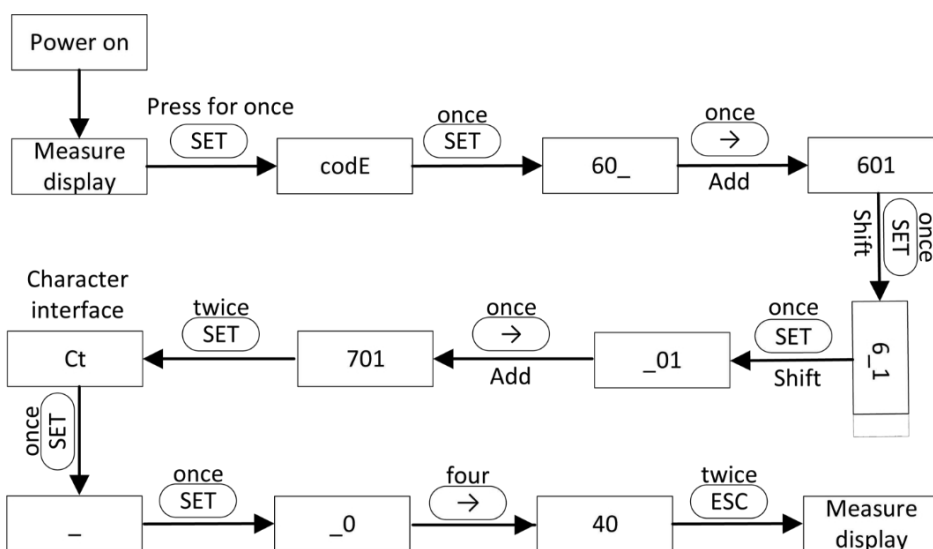 Power on
Press for once
SET
once
SET
once
→
Measure
display
codE
60_
Add
601
once
SET
Shift
Character
interface
twice
SET
once
→
once
SET
Ct
701
Add
_01
Shift
6_1
once
SET
once
SET
four
→
twice
ESC
_
_0
40
Measure
display